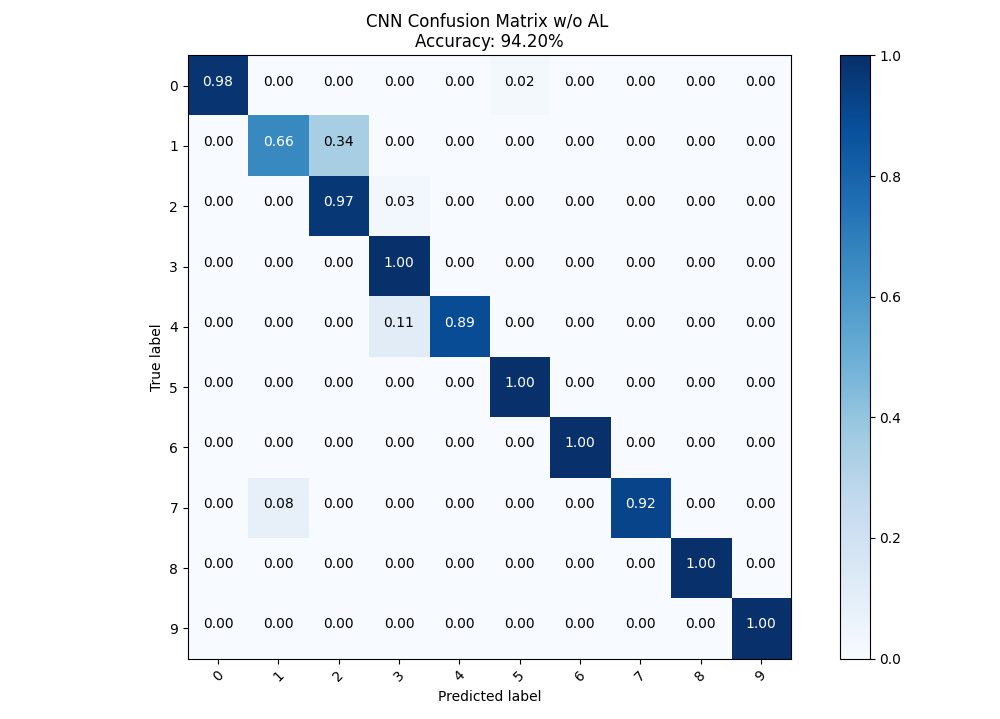 CNN Confusion Matrix w/o AL
Accuracy: 94.20%
0 0.98 0.00 0.00 0.00 0.00 0.02 0.00 0.00 0.00 0.00
1 0.00 0.66 0.34 0.00 0.00 0.00 0.00 0.00 0.00 0.00
2 0.00 0.00 0.97 0.03 0.00 0.00 0.00 0.00 0.00 0.00
3 0.00 0.00 0.00 1.00 0.00 0.00 0.00 0.00 0.00 0.00
4 0.00 0.00 0.00 0.11 0.89 0.00 0.00 0.00 0.00 0.00
5 0.00 0.00 0.00 0.00 0.00 1.00 0.00 0.00 0.00 0.00
6 0.00 0.00 0.00 0.00 0.00 0.00 1.00 0.00 0.00 0.00
7 0.00 0.08 0.00 0.00 0.00 0.00 0.00 0.92 0.00 0.00
8 0.00 0.00 0.00 0.00 0.00 0.00 0.00 0.00 1.00 0.00
9 0.00 0.00 0.00 0.00 0.00 0.00 0.00 0.00 0.00 1.00
0 1 2 3 4 5 6 7 8 9
Predicted label
True label
1.0
0.8
0.6
0.4
0.2
0.0